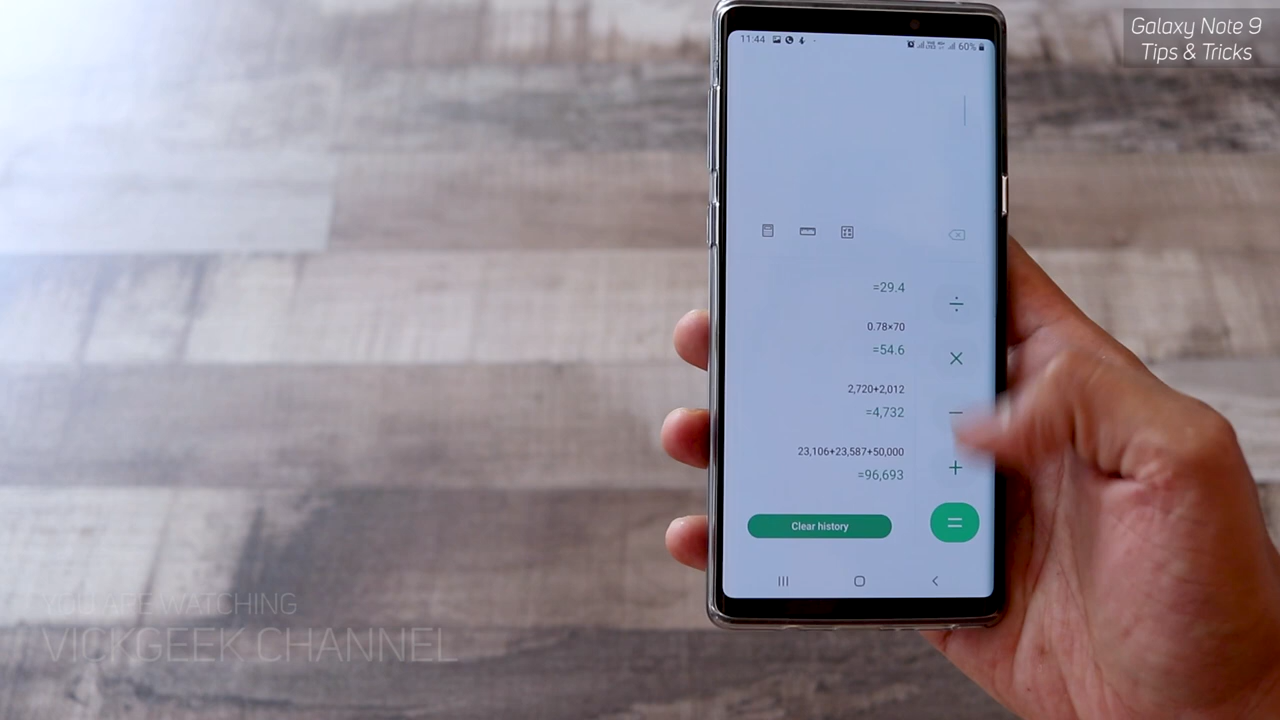 Galaxy Note 9
Tips & Tricks
11:44
60%
=29.4
0.78×70
=54.6
2,720+2,012
=4,732
23,106+23,587+50,000
=96,693
Clear history
YOU ARE WATCHING
VICKGEEK CHANNEL